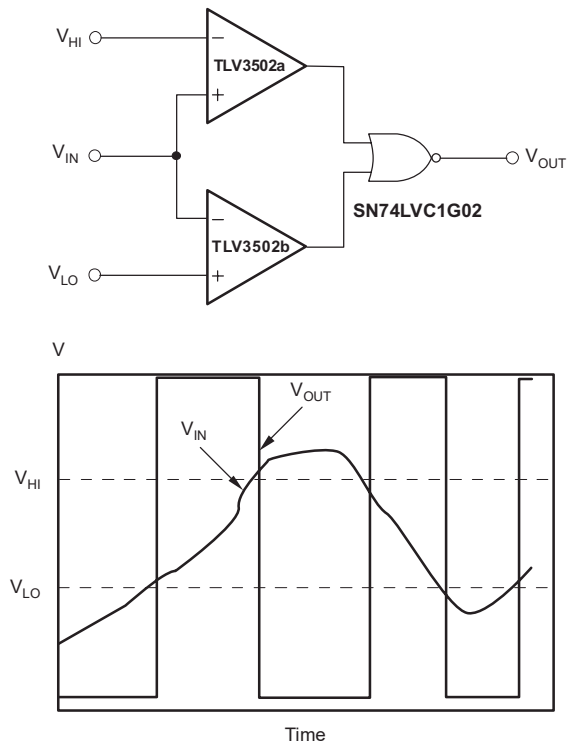 V_HI
TLV3502a
V_IN
V_OUT
SN74LVC1G02
TLV3502b
V_LO
V
V_OUT
V_IN
V_HI
V_LO
Time